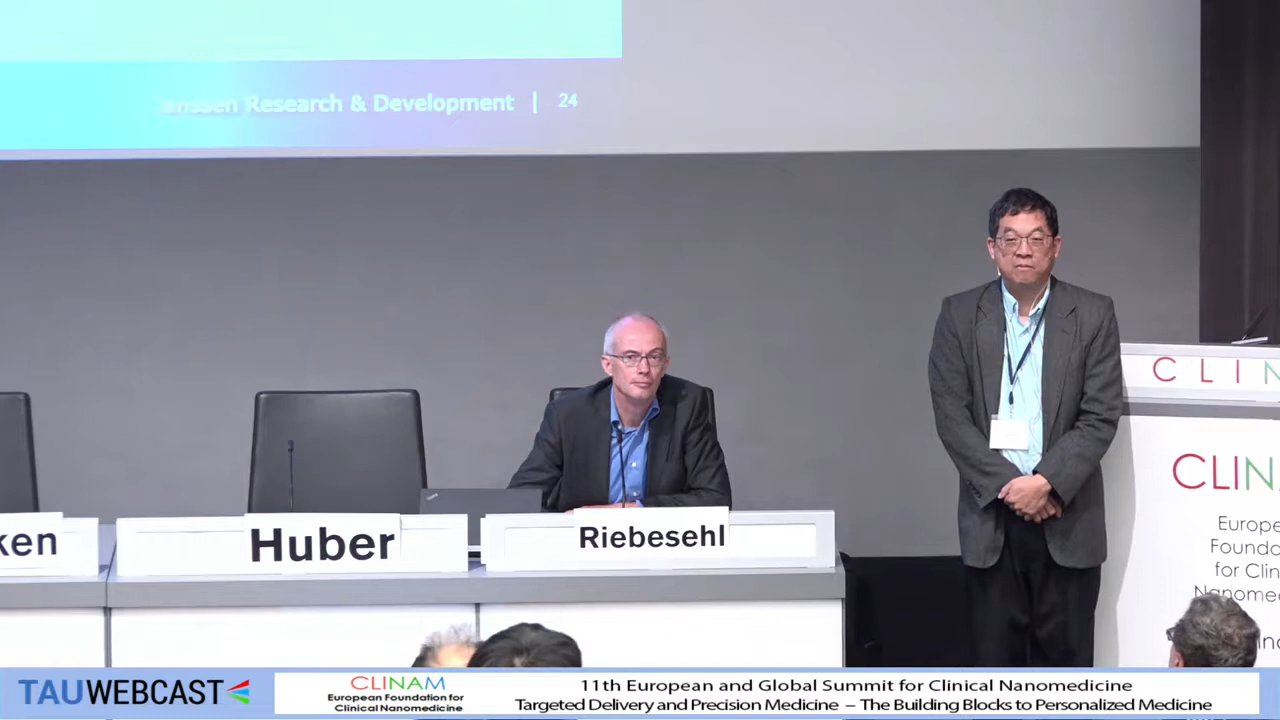 Research & Development | 24
CLIN
CLIN
Europe
Founda
for Clin
Nanomed
ken
Huber
Riebesehl
TAUWEBCAST
CLINAM
European Foundation for
Clinical Nanomedicine
11th European and Global Summit for Clinical Nanomedicine
Targeted Delivery and Precision Medicine – The Building Blocks to Personalized Medicine